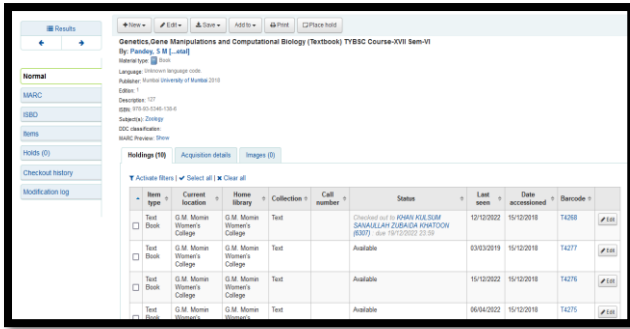 Results
+New Edit Save Add to Print Place hold
Genetics,Gene Manipulations and Computational Biology (Textbook) TYBSC Course-XVII Sem-VI
By: Pandey, S M [...etal]
Material type: Book
Language: Unknown language code.
Publisher: Mumbai University of Mumbai 2018
Edition: 1
Description: 127
Subject(s): Zoology
DDC classification:
MARC Preview: Show
Normal
MARC
ISBD
Items
Holds (0)
Checkout history
Modification log
Holdings (10) Acquisition details Images (0)
Activate filters | Select all | Clear all
Item type Current location Home library Collection Call number Status Last seen Date accessioned Barcode
Text Book G.M. Momin Women's College G.M. Momin Women's College Text Checked out to KHAN KULSUM SANAULLAH ZUBAIDA KHATOON (6307) : due 19/12/2022 23:59 12/12/2022 15/12/2018 T4268 Edit
Text Book G.M. Momin Women's College G.M. Momin Women's College Text Available 03/03/2019 15/12/2018 T4277 Edit
Text Book G.M. Momin Women's College G.M. Momin Women's College Text Available 15/12/2022 15/12/2018 T4276 Edit
Text Book G.M. Momin Women's College Text G.M. Momin Women's Available 06/04/2022 15/12/2018 T4275 Edit